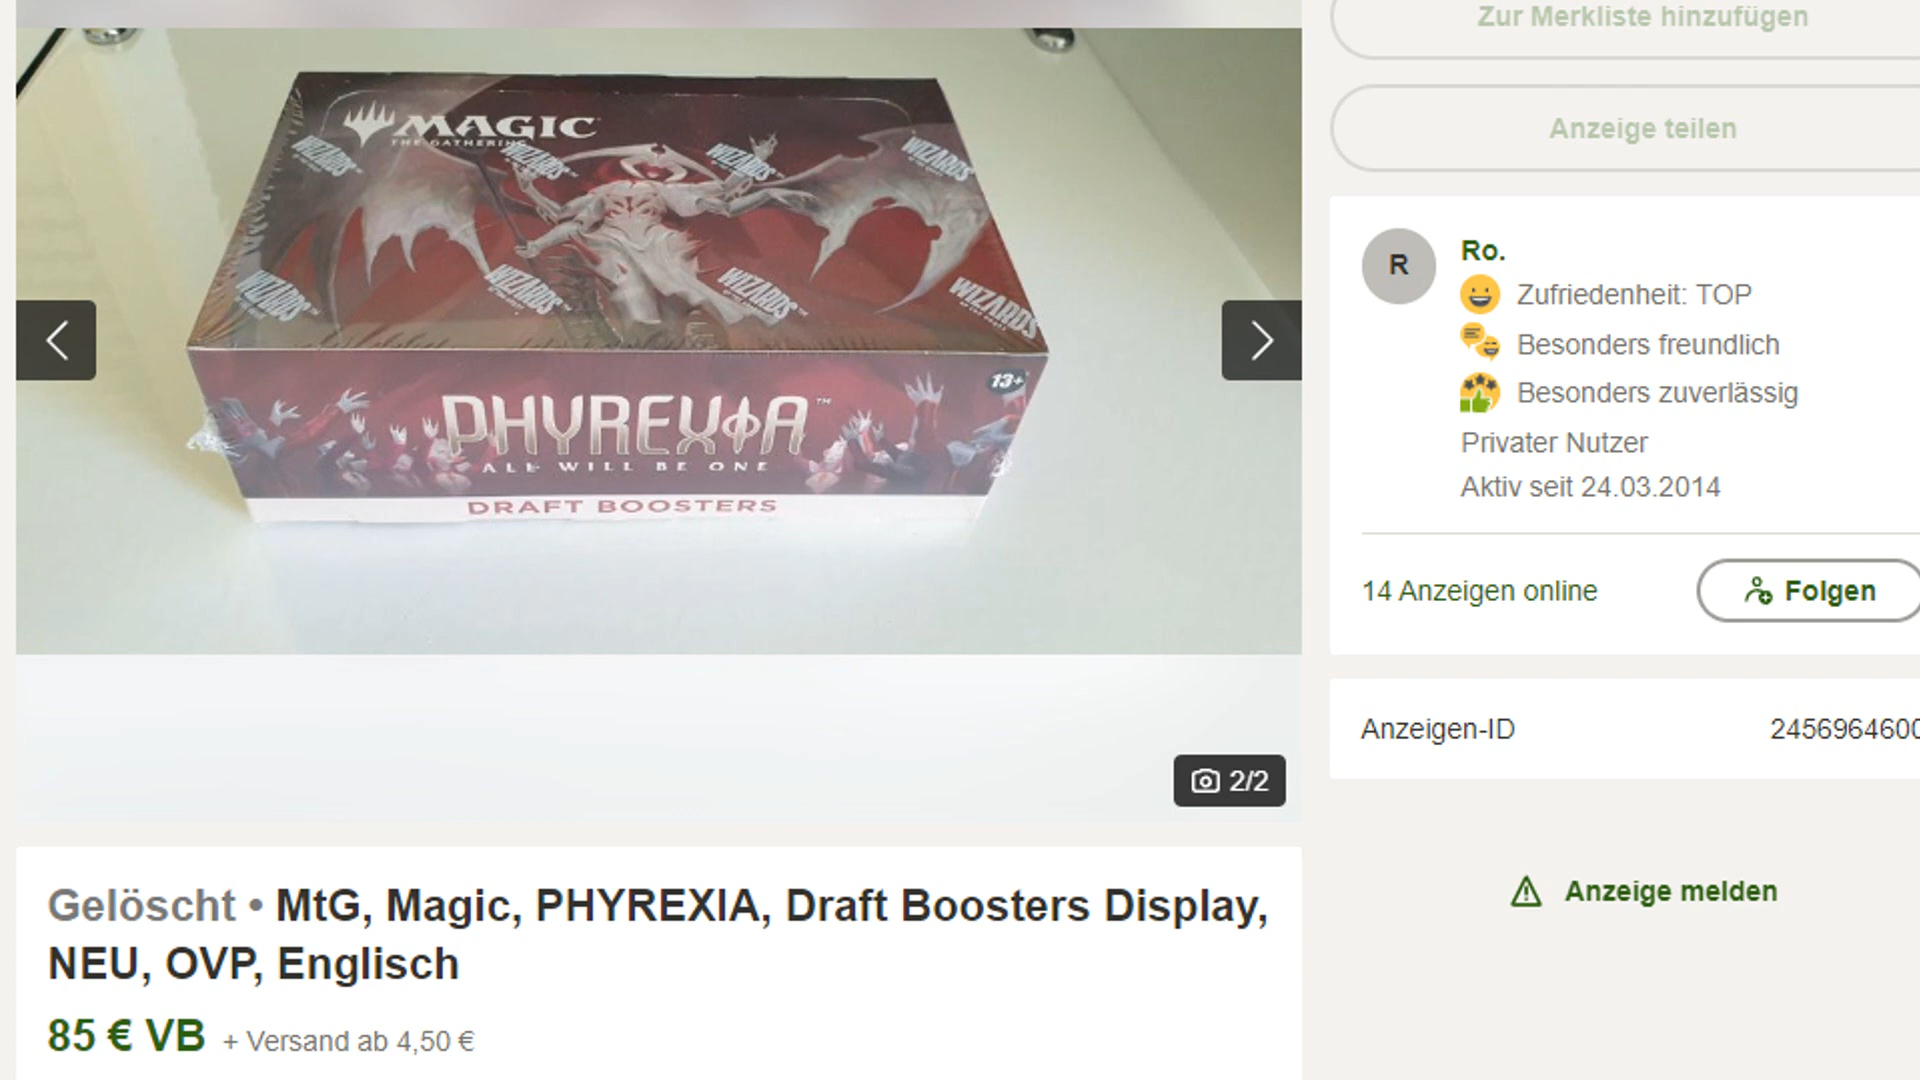 Zur Merkliste hinzufügen
Anzeige teilen
MAGIC
THE GATHERING
WIZARDS
WIZARDS
WIZARDS
WIZARDS
WIZARDS
WIZARDS
WIZARDS
WIZARDS
13+
PHYREXIA™
ALL WILL BE ONE
DRAFT BOOSTERS
2/2
R
Ro.
Zufriedenheit: TOP
Besonders freundlich
Besonders zuverlässig
Privater Nutzer
Aktiv seit 24.03.2014
14 Anzeigen online
Folgen
Anzeigen-ID
2456964600
Anzeige melden
Gelöscht • MtG, Magic, PHYREXIA, Draft Boosters Display,
NEU, OVP, Englisch
85 € VB + Versand ab 4,50 €